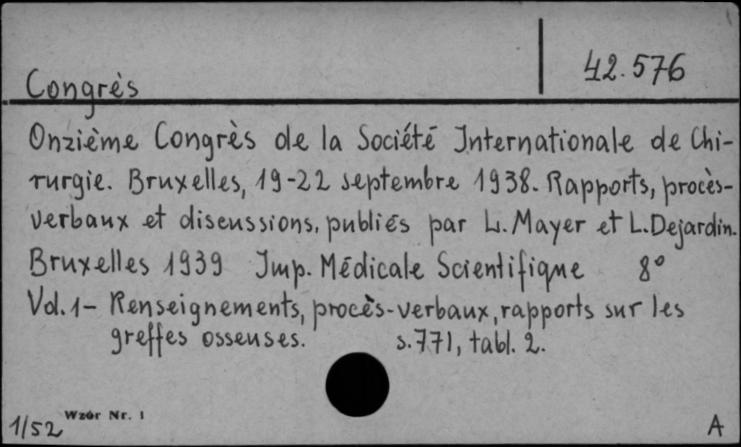 42.576
Congrès
Onzième Congrès de la Société Internationale de Chi-
rurgie. Bruxelles, 19-22 septembre 1938. Rapports, procès-
verbaux et discussions, publiés par L. Mayer et L. Dejardin.
Bruxelles 1939 Imp. Médicale Scientifique 8°
Vol. 1 - Renseignements, procès-verbaux, rapports sur les
greffes osseuses. s. 771, tabl. 2.
Wzór Nr. 1
1/52
A